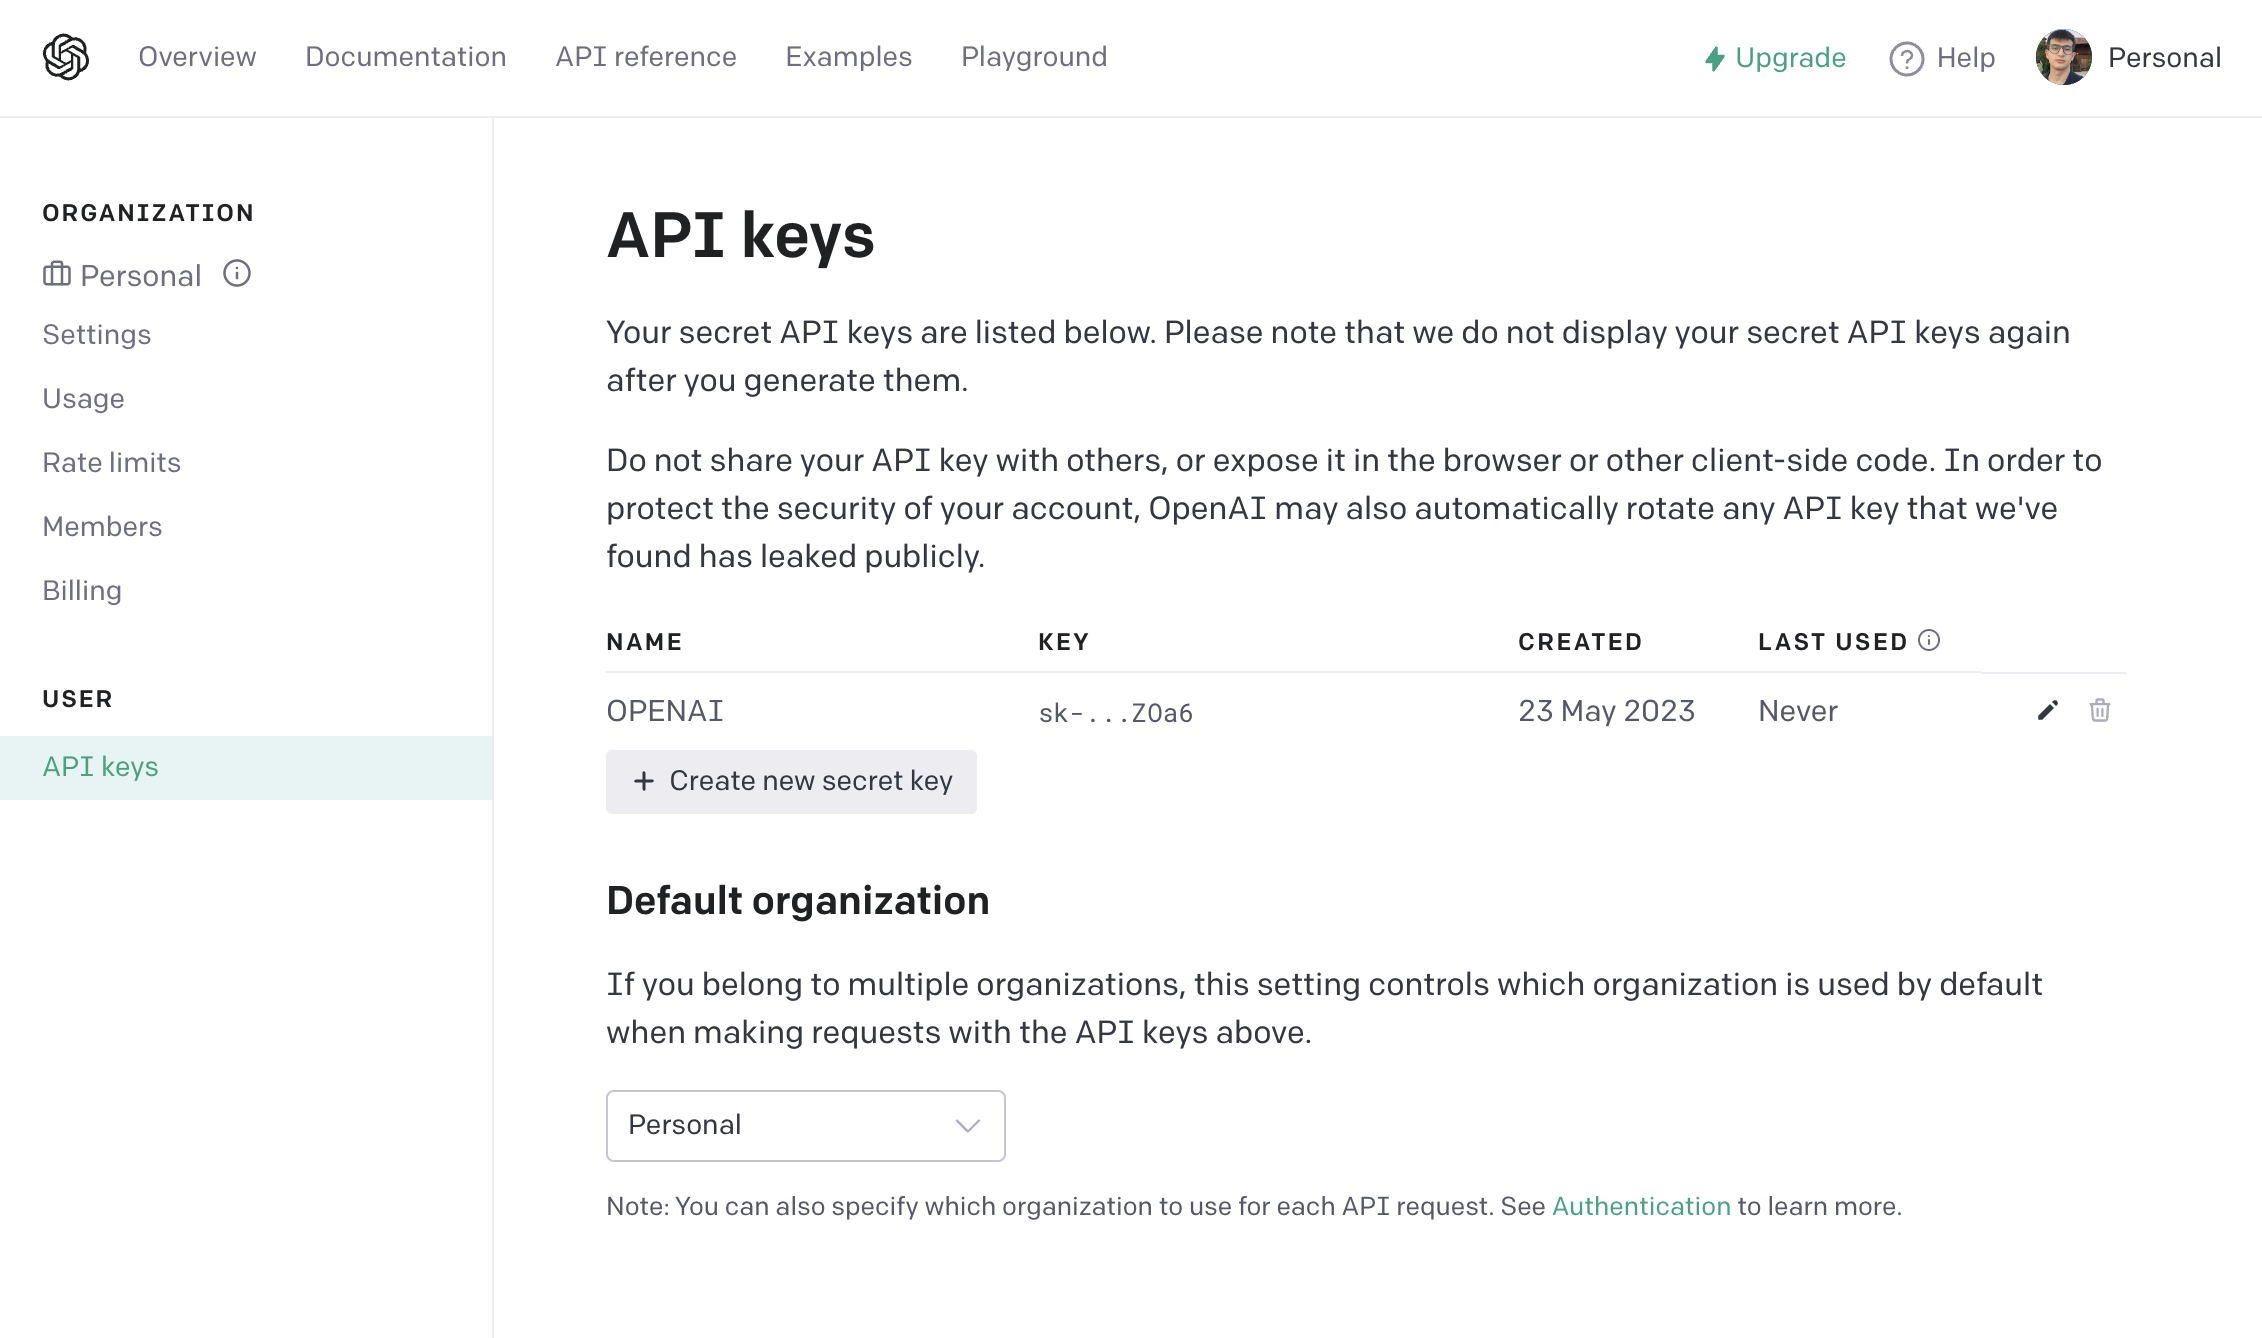 Overview Documentation API reference Examples Playground Upgrade Help Personal
ORGANIZATION
Personal
Settings
Usage
Rate limits
Members
Billing
USER
API keys
API keys
Your secret API keys are listed below. Please note that we do not display your secret API keys again
after you generate them.
Do not share your API key with others, or expose it in the browser or other client-side code. In order to
protect the security of your account, OpenAI may also automatically rotate any API key that we've
found has leaked publicly.
NAME KEY CREATED LAST USED
OPENAI sk-...ZOa6 23 May 2023 Never
+ Create new secret key
Default organization
If you belong to multiple organizations, this setting controls which organization is used by default
when making requests with the API keys above.
Personal
Note: You can also specify which organization to use for each API request. See Authentication to learn more.